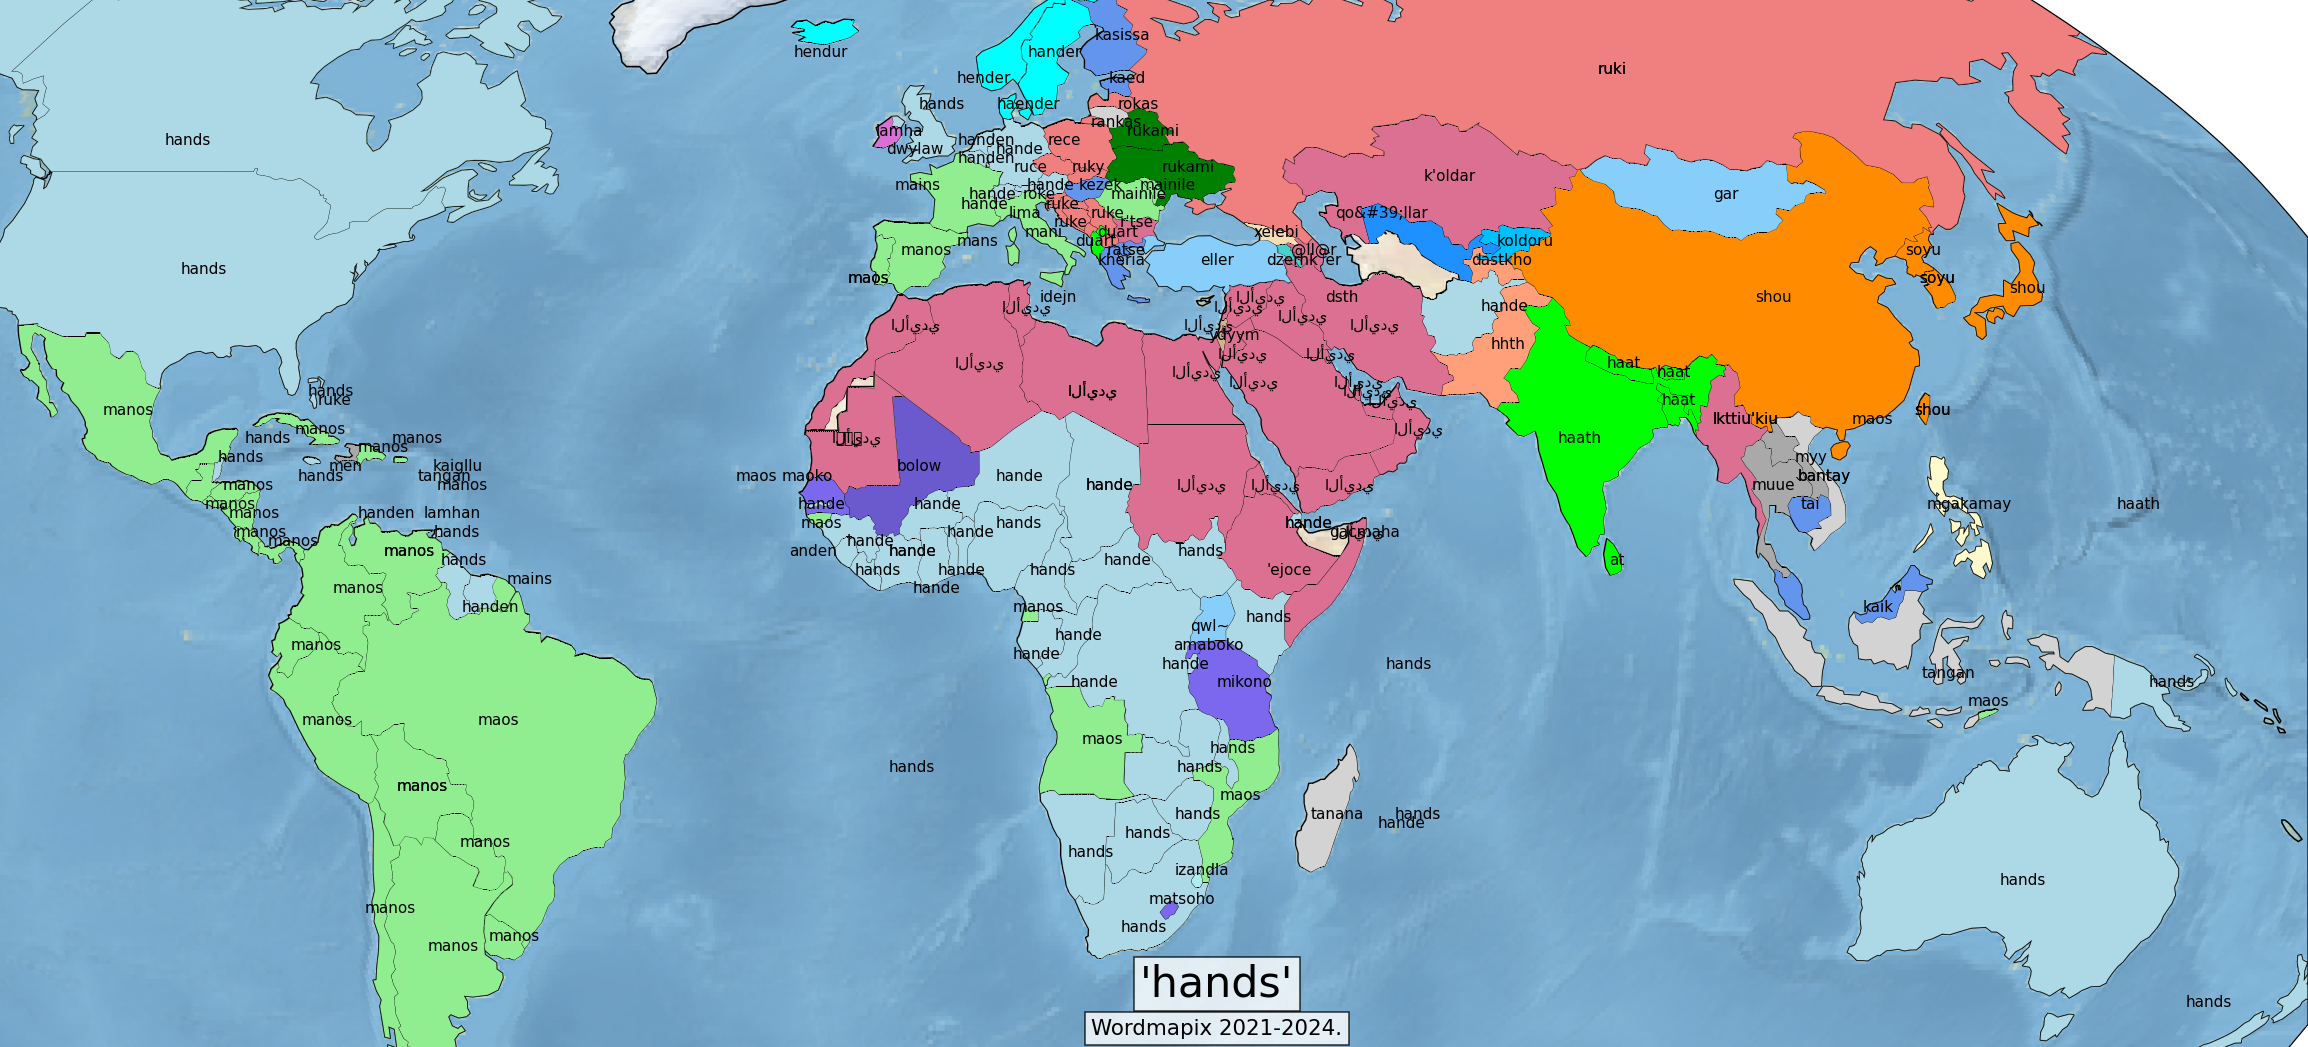 kasissa
hendur
hander
ruki
hender
kaed
hands
haender
rokas
rankas
lamha
rukami
hands
handen
rece
dwylaw
hande
handen
ruce
ruky
rukami
k'oldar
mains
hande
kezek
mainile
hande
roke
mainile
gar
hande
ruke
lima
ruke
qo&#39;llar
ruke
r'tse
mani
duart
xelebi
mans
duart
koldoru
manos
ratse
@ll@r
soyu
kheria
eller
dzerrk'er
dastkho
hands
maos
soyu
idejn
الأيدي
dsth
shou
shou
الأيدي
الأيدي
hande
الأيدي
الأيدي
الأيدي
الأيدي
ydyym
hhth
الأيدي
الأيدي
الأيدي
haat
الأيدي
haat
الأيدي
الأيدي
الأيدي
الأيدي
hands
ruke
الأيدي
haat
manos
shou
manos
lkttiu'kiu
maos
hands
manos
manos
haath
الأيدي
manos
hands
myy
men
kaigllu
bolow
hands
tangan
maos
maoko
hande
bantay
manos
manos
hande
الأيدي
الأيدي
الأيدي
muue
manos
hande
hande
tai
mgakamay
haath
manos
handen
lamhan
maos
hands
hande
manos
hands
hande
manos
hande
anden
manos
hande
hands
hands
hande
hands
hande
hands
'ejoce
at
mains
manos
hande
handen
manos
kaik
hands
qwl~
manos
hande
amaboko
hande
hande
hands
tangan
hande
mikono
hands
maos
manos
maos
maos
hands
hands
hands
manos
maos
hands
tanana
hands
hande
hands
manos
hands
izandla
hands
matsoho
manos
hands
manos
manos
'hands'
hands
Wordmapix 2021-2024.